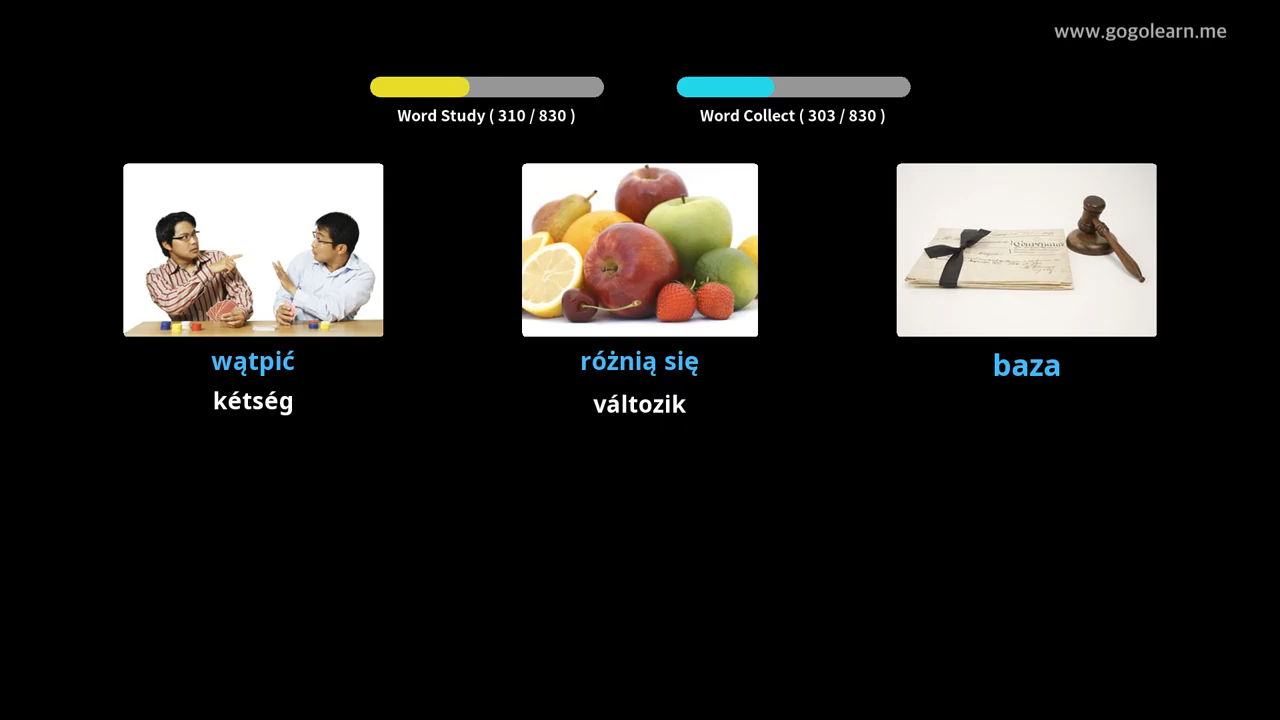 www.gogolearn.me
Word Study ( 310 / 830 )
Word Collect ( 303 / 830 )
wątpić
różnią się
baza
kétség
változik